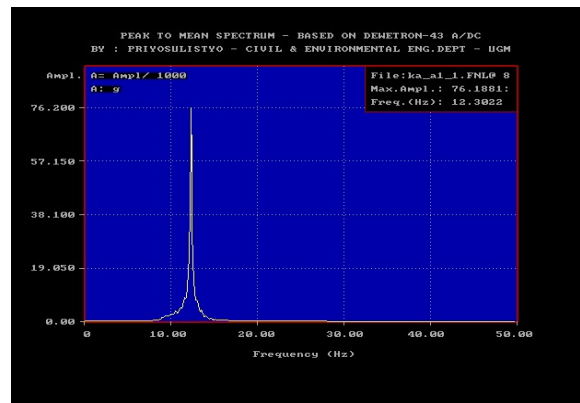 PEAK TO MEAN SPECTRUM - BASED ON DEWETRON-43 A/DC
BY : PRIYOSULISTYO - CIVIL & ENVIRONMENTAL ENG.DEPT - UGM
Ampl. A= Ampl/ 1000
A: g
File:ka_a1_1.FNL@ 8
Max.Ampl.: 76.1881:
Freq.(Hz): 12.3022
76.200
57.150
38.100
19.050
0.00
0 10.00 20.00 30.00 40.00 50.00
Frequency (Hz)